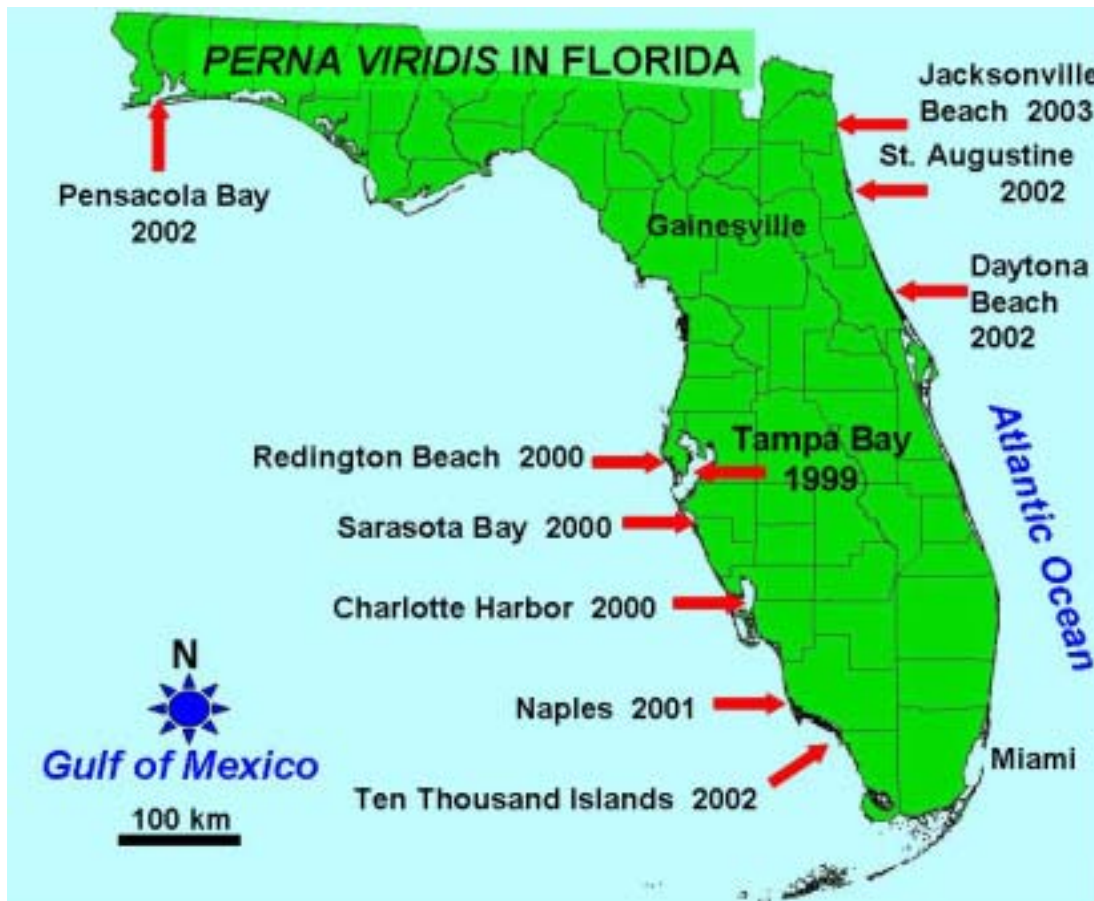 PERNA VIRIDIS IN FLORIDA
Jacksonville
Beach 2003
St. Augustine
2002
Pensacola Bay
2002
Gainesville
Daytona
Beach
2002
Redington Beach 2000
Tampa Bay
1999
Sarasota Bay 2000
Atlantic Ocean
Charlotte Harbor 2000
N
Naples 2001
Gulf of Mexico
Miami
Ten Thousand Islands 2002
100 km